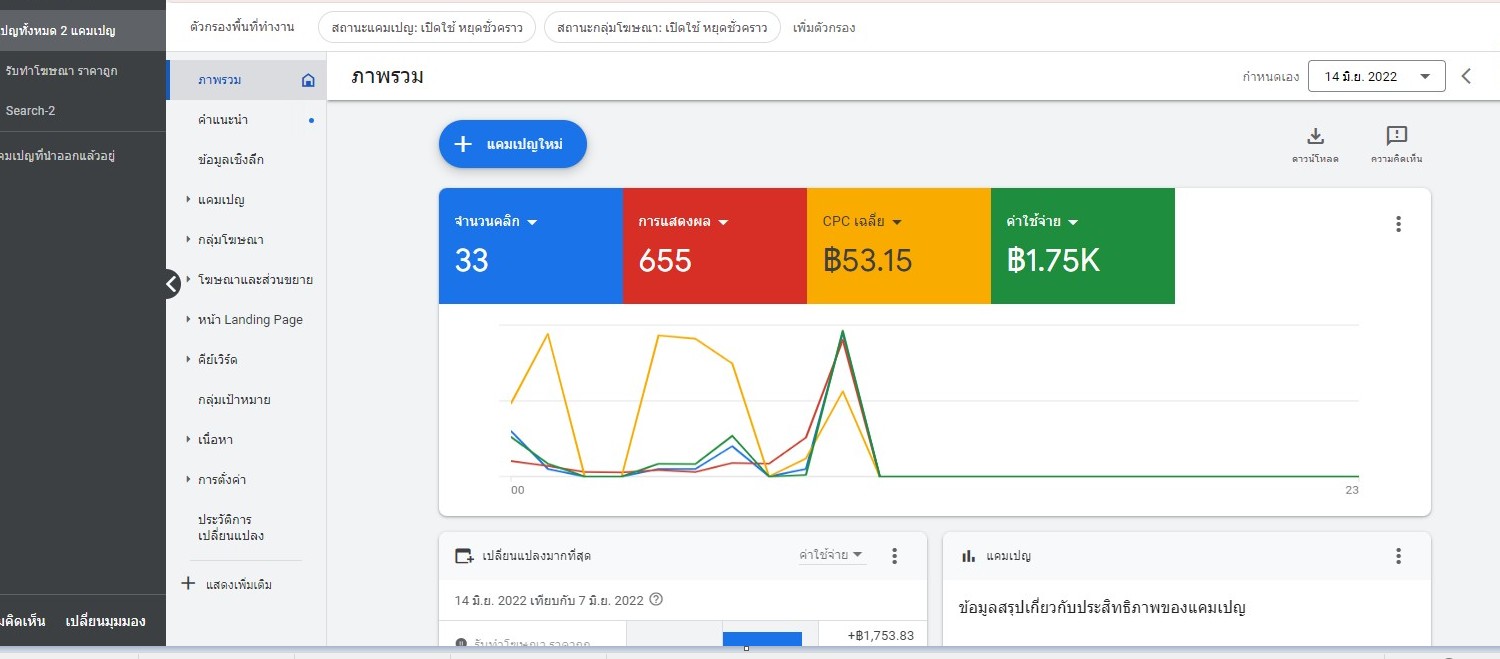 ปญทั้งหมด 2 แคมเปญ
รับทำโฆษณา ราคาถูก
Search-2
คมเปญที่นำออกแล้วอยู่
มคิดเห็น
เปลี่ยนมุมมอง
ตัวกรองพื้นที่ทำงาน
สถานะแคมเปญ: เปิดใช้ หยุดชั่วคราว
สถานะกลุ่มโฆษณา: เปิดใช้ หยุดชั่วคราว
เพิ่มตัวกรอง
ภาพรวม
คำแนะนำ
ข้อมูลเชิงลึก
แคมเปญ
กลุ่มโฆษณา
โฆษณาและส่วนขยาย
หน้า Landing Page
คีย์เวิร์ด
กลุ่มเป้าหมาย
เนื้อหา
การตั้งค่า
ประวัติการ
เปลี่ยนแปลง
แสดงเพิ่มเติม
ภาพรวม
กำหนดเอง
14 มิ.ย. 2022
แคมเปญใหม่
ดาวน์โหลด
ความคิดเห็น
จำนวนคลิก
33
การแสดงผล
655
CPC เฉลี่ย
฿53.15
ค่าใช้จ่าย
฿1.75K
00
23
เปลี่ยนแปลงมากที่สุด
ค่าใช้จ่าย
14 มิ.ย. 2022 เทียบกับ 7 มิ.ย. 2022
รับทำโฆษณา ราคาถูก
+฿1,753.83
แคมเปญ
ข้อมูลสรุปเกี่ยวกับประสิทธิภาพของแคมเปญ